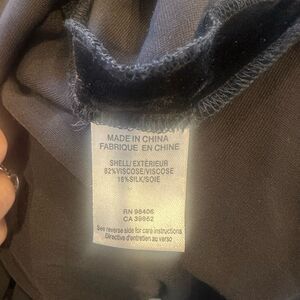 MADE IN CHINA
FABRIQUE EN CHINE
SHELL/ EXTÉRIEUR
82%VISCOSE/VISCOSE
18%SILK/SOIE
RN 98406
CA 39962
See reverse side for care instructions
Directive d'entretien au verso